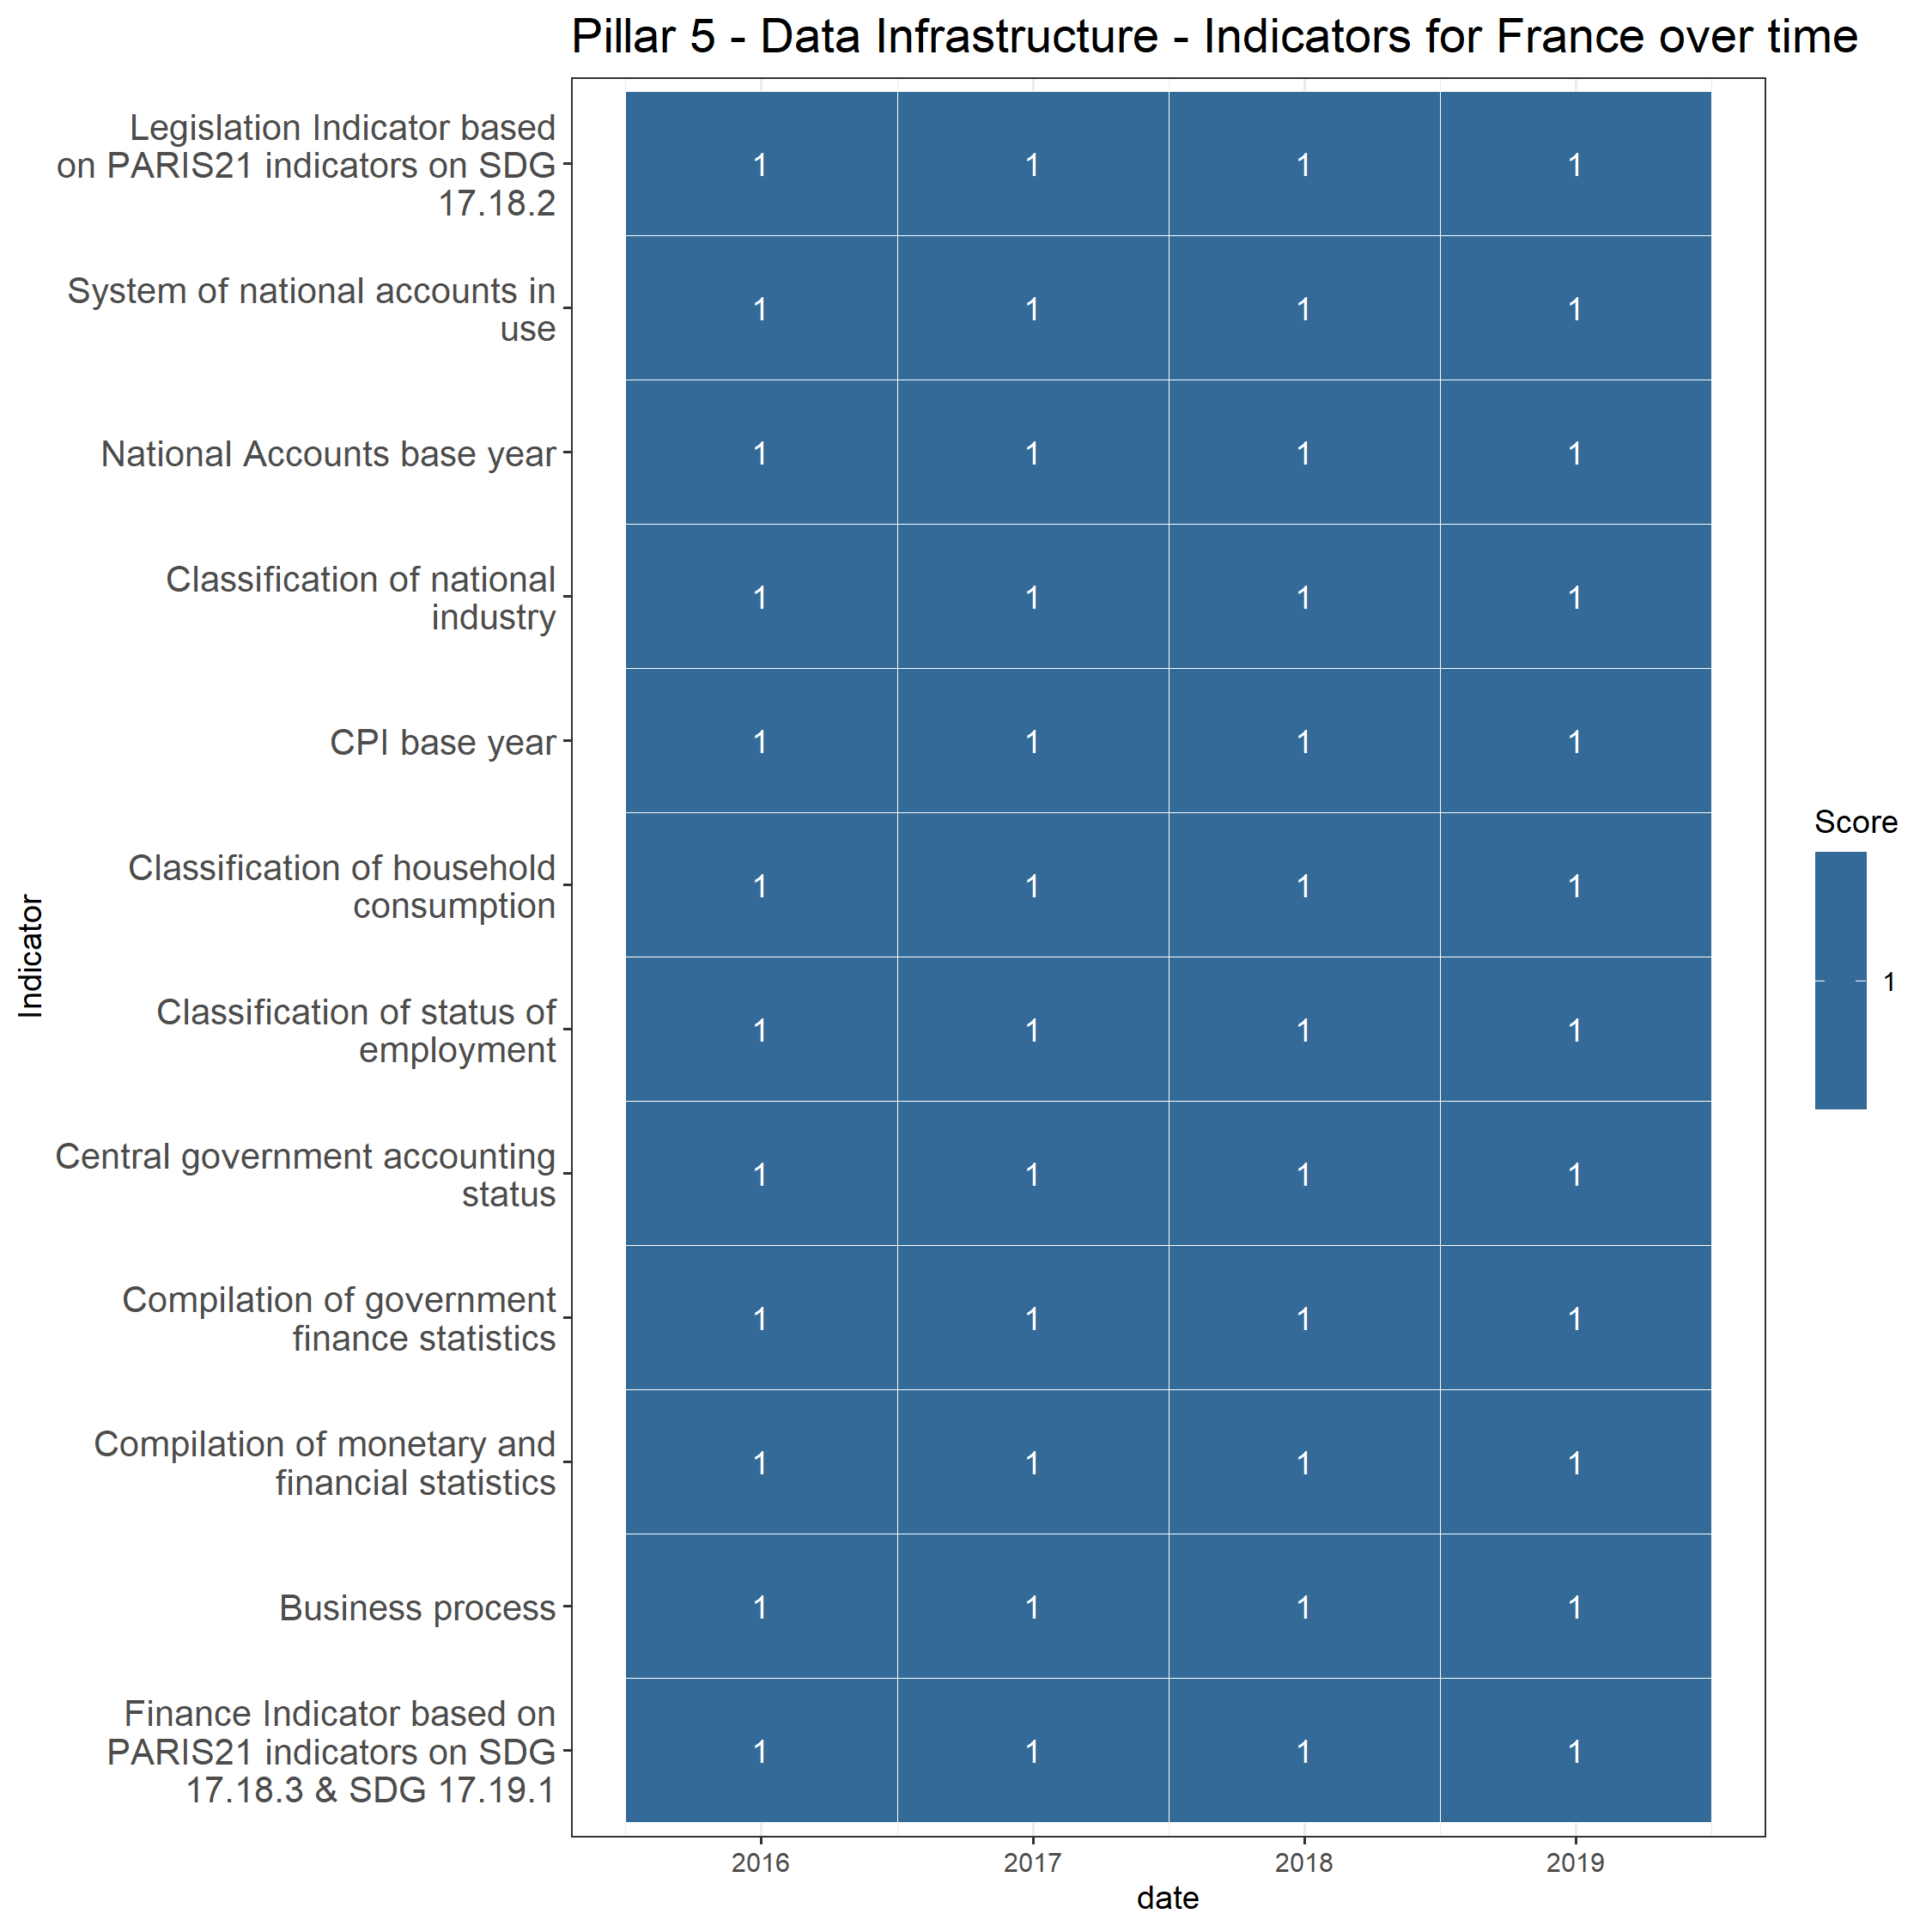 Pillar 5 - Data Infrastructure - Indicators for France over time
Indicator
Legislation Indicator based
on PARIS21 indicators on SDG
17.18.2
1 1 1 1
System of national accounts in
use
1 1 1 1
National Accounts base year
1 1 1 1
Classification of national
industry
1 1 1 1
CPI base year
1 1 1 1
Classification of household
consumption
1 1 1 1
Classification of status of
employment
1 1 1 1
Central government accounting
status
1 1 1 1
Compilation of government
finance statistics
1 1 1 1
Compilation of monetary and
financial statistics
1 1 1 1
Business process
1 1 1 1
Finance Indicator based on
PARIS21 indicators on SDG
17.18.3 & SDG 17.19.1
1 1 1 1
2016 2017 2018 2019
date
Score
1